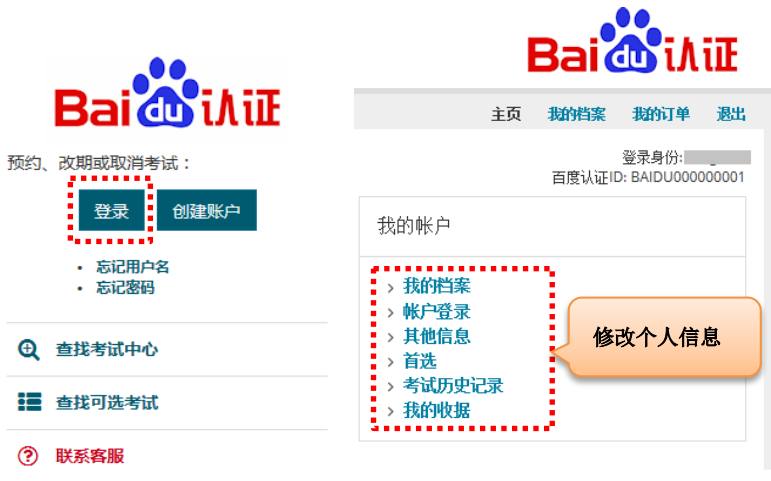 Baidu认证
预约、改期或取消考试：
登录
创建账户
忘记用户名
忘记密码
查找考试中心
查找可选考试
联系客服
Baidu认证
主页 我的档案 我的订单 退出
登录身份:
百度认证ID: BAIDU000000001
我的帐户
我的档案
帐户登录
其他信息
首选
考试历史记录
我的收据
修改个人信息